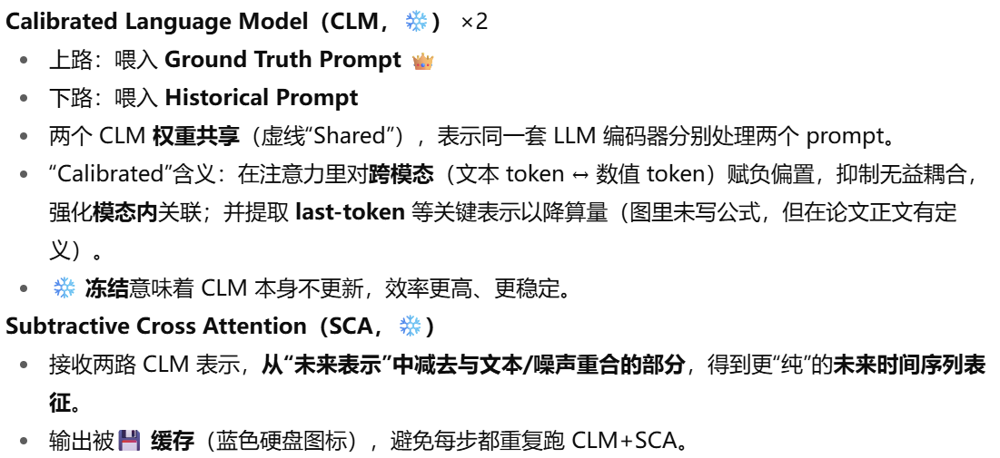 Calibrated Language Model（CLM，❄️） ×2
• 上路：喂入 Ground Truth Prompt 👑
• 下路：喂入 Historical Prompt
• 两个 CLM 权重共享（虚线“Shared”），表示同一套 LLM 编码器分别处理两个 prompt。
• “Calibrated”含义：在注意力里对跨模态（文本 token ↔ 数值 token）赋负偏置，抑制无益耦合，
强化模态内关联；并提取 last-token 等关键表示以降算量（图里未写公式，但在论文正文有定
义）。
• ❄️ 冻结意味着 CLM 本身不更新，效率更高、更稳定。
Subtractive Cross Attention（SCA，❄️）
• 接收两路 CLM 表示，从“未来表示”中减去与文本/噪声重合的部分，得到更“纯”的未来时间序列表
征。
• 输出被💾 缓存（蓝色硬盘图标），避免每步都重复跑 CLM+SCA。